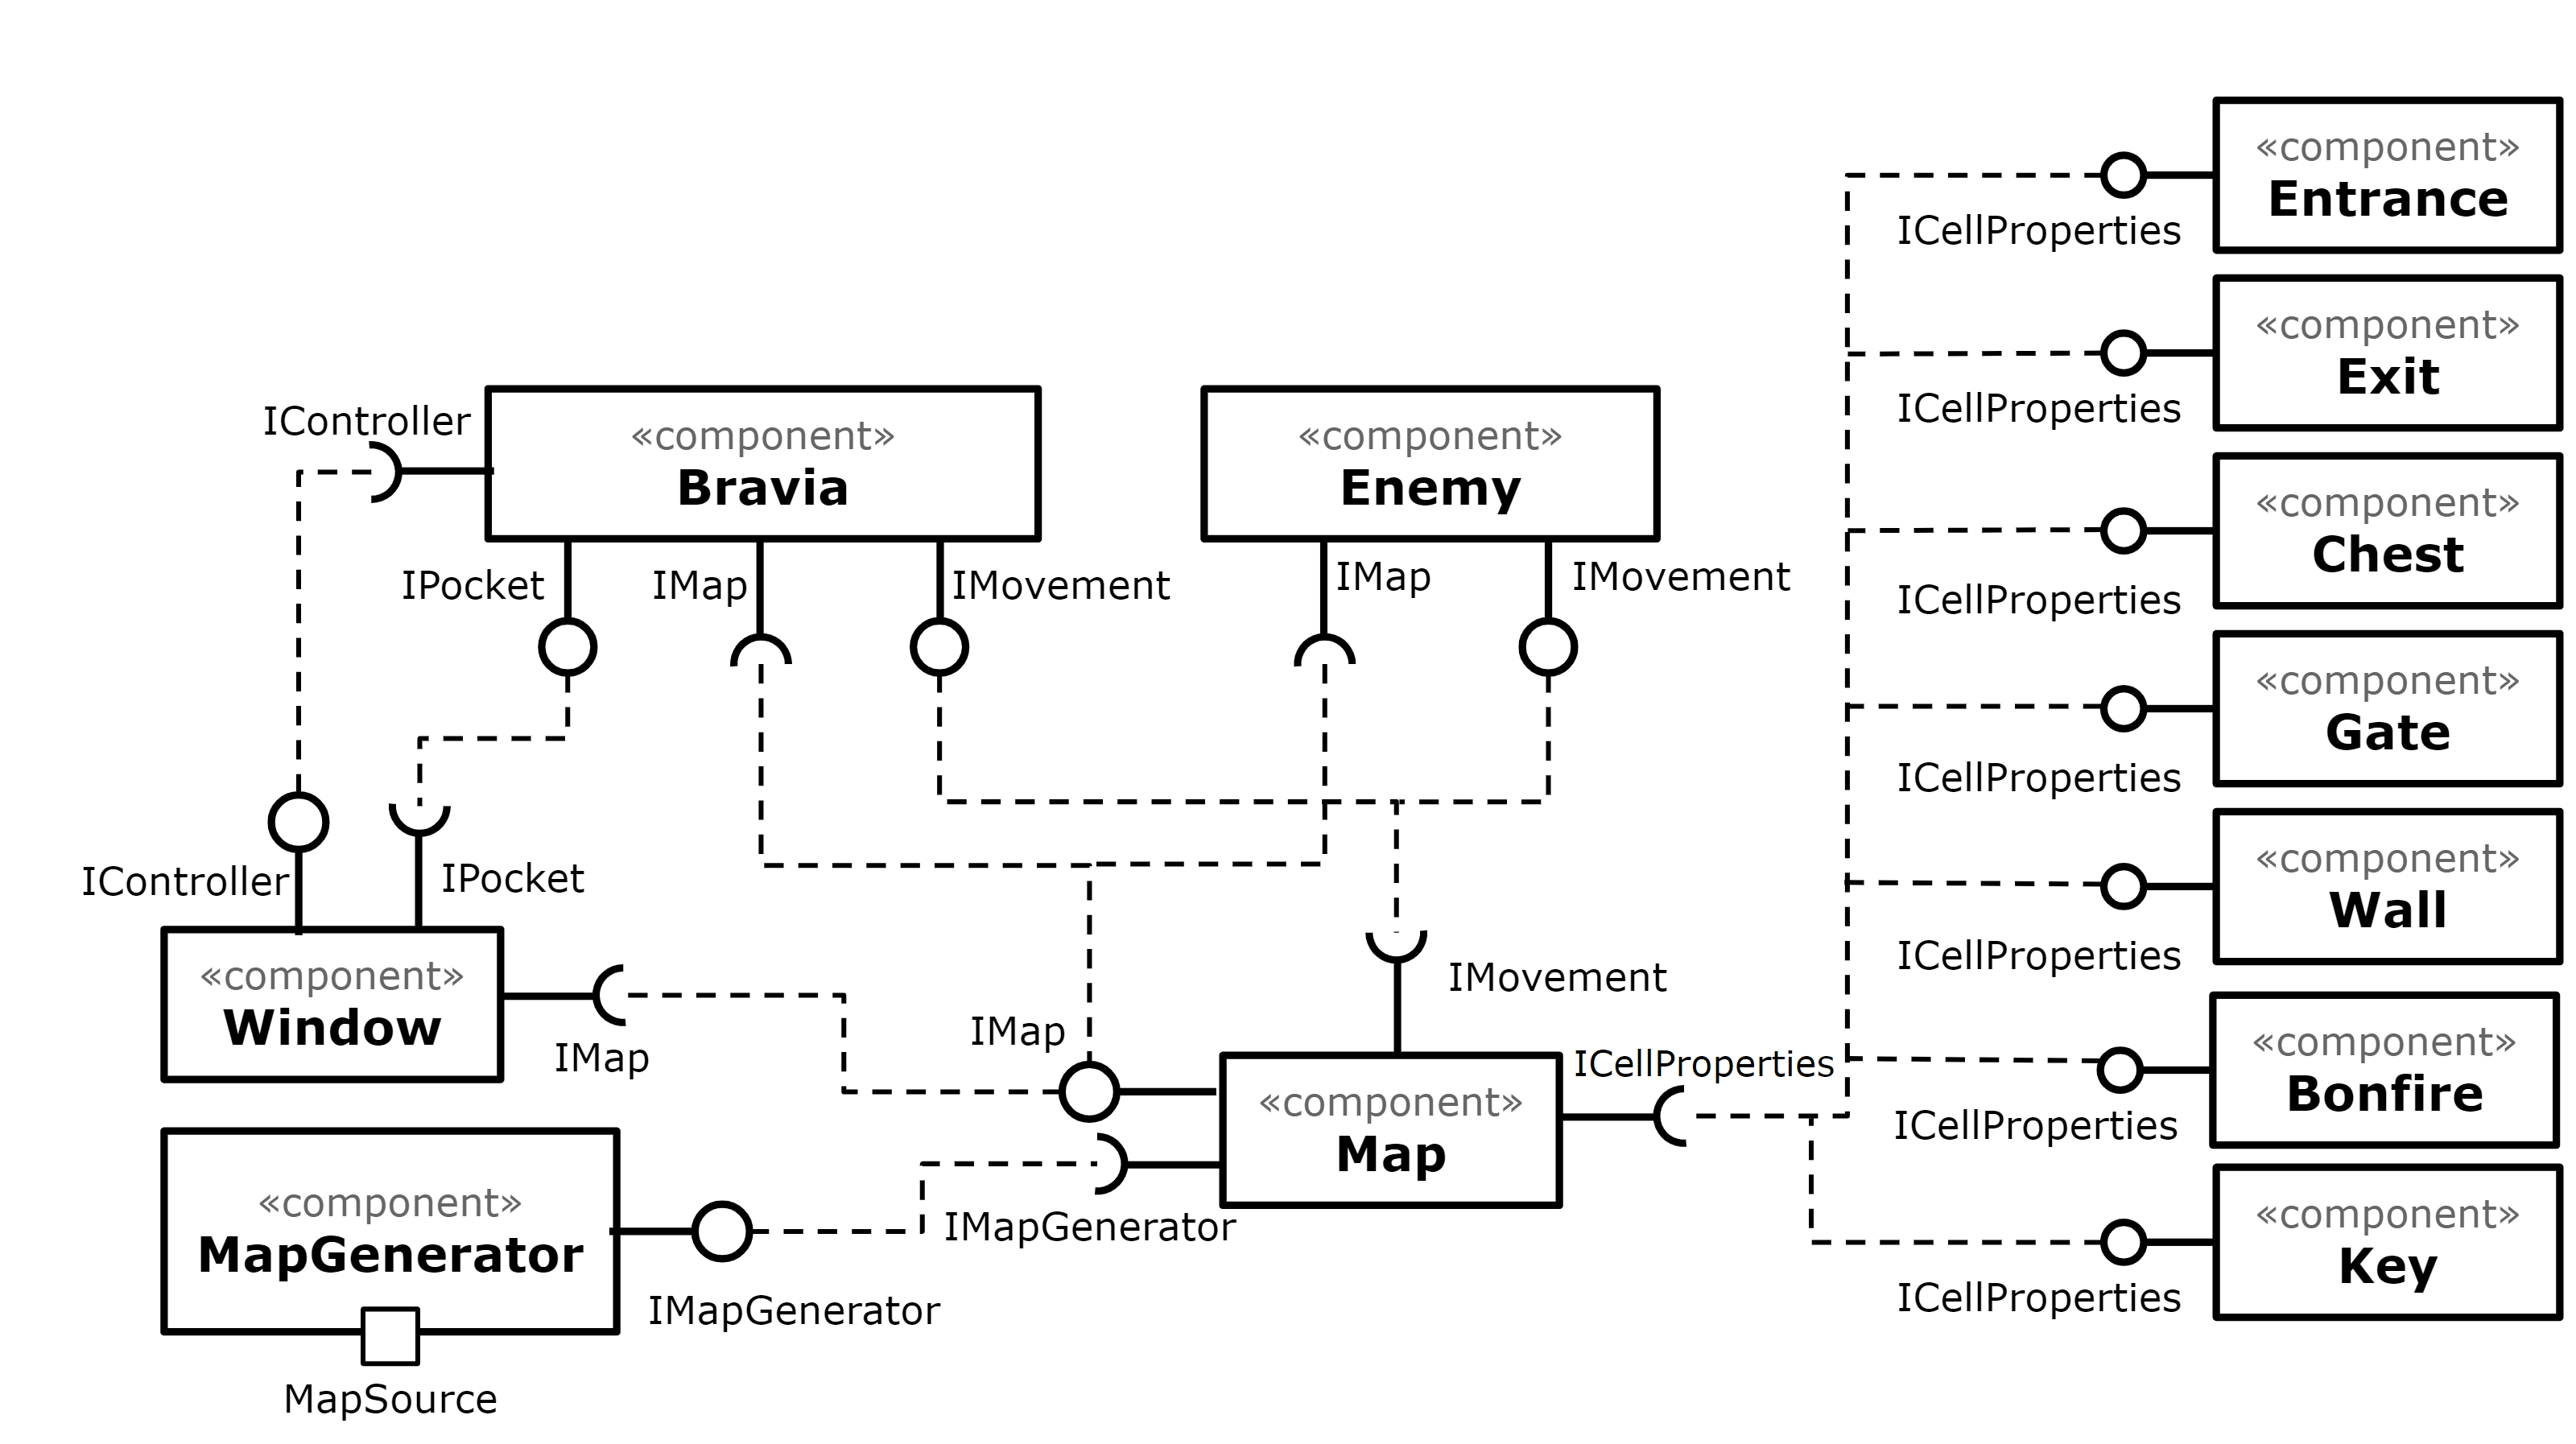 «component»
Entrance
ICellProperties
«component»
Exit
ICellProperties
IController
«component»
Bravia
«component»
Enemy
«component»
Chest
IPocket
IMap
IMovement
IMap
IMovement
ICellProperties
«component»
Gate
ICellProperties
IController
IPocket
«component»
Wall
ICellProperties
«component»
Window
IMap
IMap
IMovement
ICellProperties
«component»
Map
«component»
Bonfire
ICellProperties
«component»
MapGenerator
IMapGenerator
IMapGenerator
MapSource
«component»
Key
ICellProperties